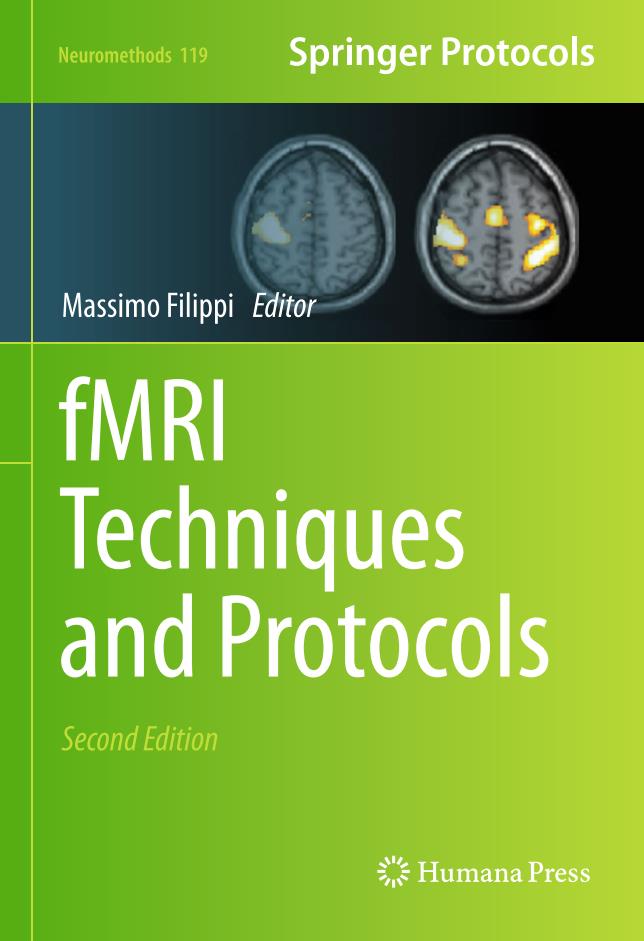 Neuromethods 119
Springer Protocols
Massimo Filippi Editor
fMRI
Techniques
and Protocols
Second Edition
Humana Press